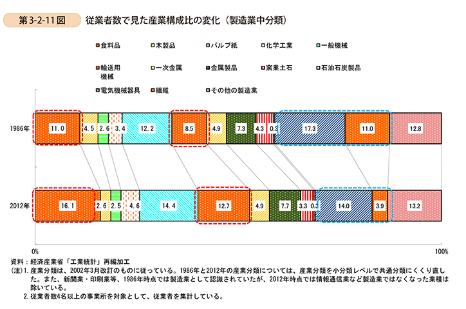 第3-2-11図 従業者数で見た産業構成比の変化（製造業中分類）
食料品 木製品 パルプ紙 化学工業 一般機械
輸送用機械 一次金属 金属製品 窯業土石 石油石炭製品
電気機械器具 繊維 その他の製造業
1986年 11.0 4.5 2.6 3.4 12.2 8.5 4.9 7.3 4.3 0.3 17.3 11.0 12.8
2012年 16.1 2.6 2.5 4.6 14.4 12.7 4.9 7.7 3.3 0.3 14.0 3.9 13.2
0% 100%
資料：経済産業省「工業統計」再編加工
（注）1. 産業分類は、2002年3月改訂のものに従っている。1986年と2012年の産業分類については、産業分類を小分類レベルで共通分類にくくり直し
た。また、新聞業・印刷業等、1986年時点では製造業として認識されていたが、2012年時点では情報通信業など製造業ではなくなった業種は
除いている。
2. 従業者数4名以上の事業所を対象として、従業者を集計している。